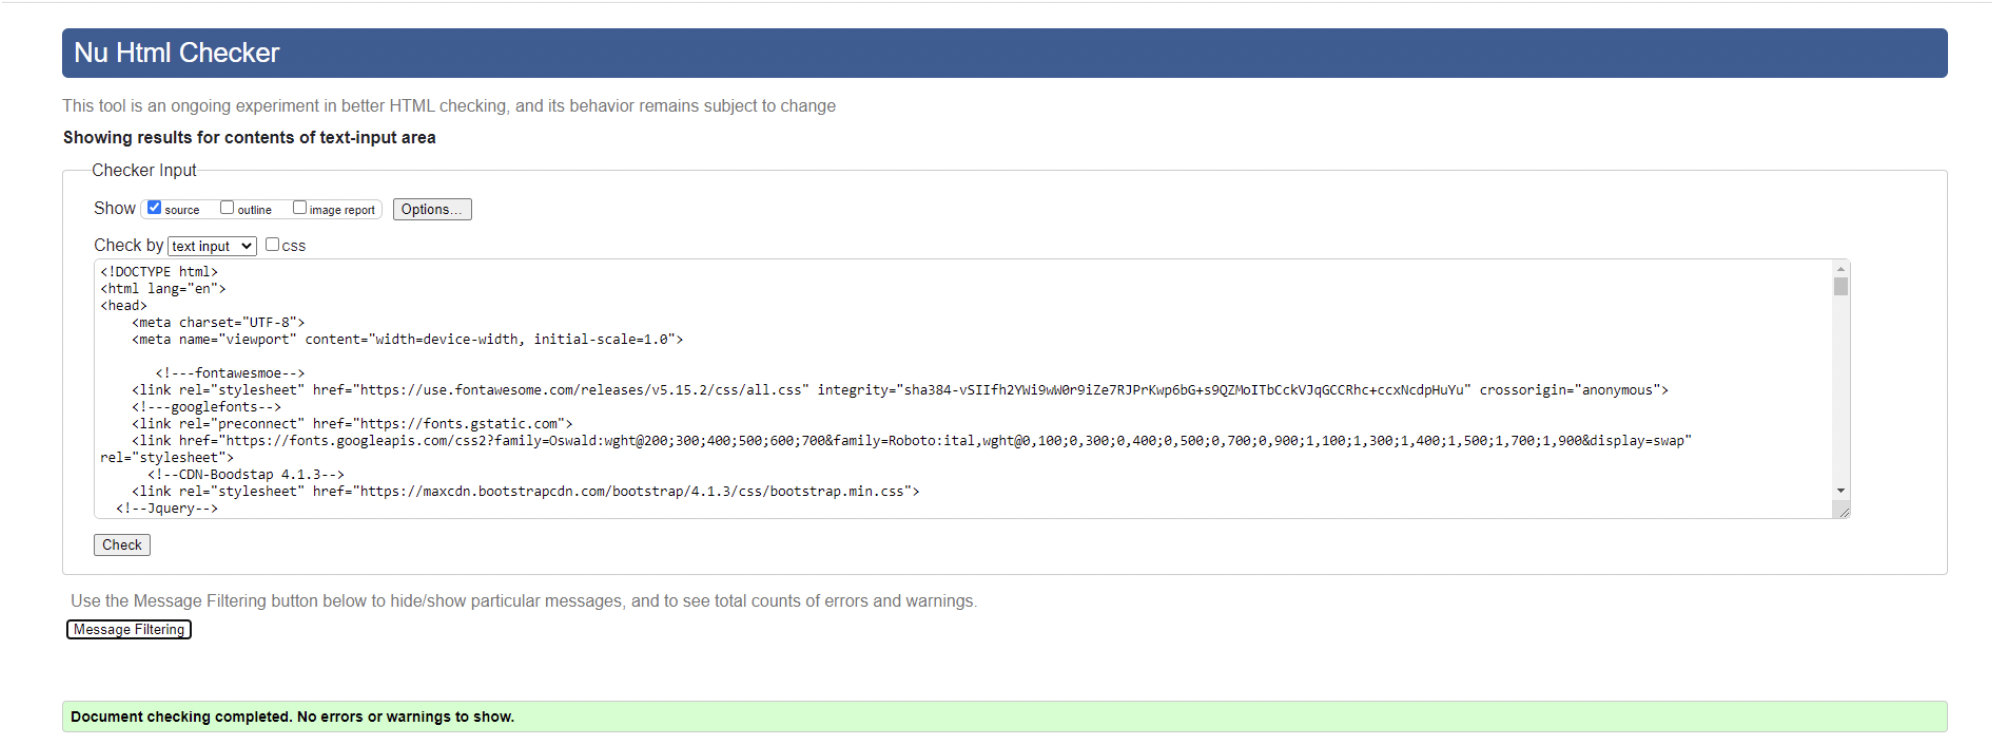 Nu Html Checker
This tool is an ongoing experiment in better HTML checking, and its behavior remains subject to change
Showing results for contents of text-input area
Checker Input
Show source outline image report Options...
Check by text input css
<!DOCTYPE html>
<html lang="en">
<head>
<meta charset="UTF-8">
<meta name="viewport" content="width=device-width, initial-scale=1.0">
<!---fontawesmoe-->
<link rel="stylesheet" href="https://use.fontawesome.com/releases/v5.15.2/css/all.css" integrity="sha384-vSIIfh2YWi9wW0r9iZe7RJPrKwp6bG+s9QZMoITbCckVJqGCCRhc+ccxNcdpHuYu" crossorigin="anonymous">
<!---googlefonts-->
<link rel="preconnect" href="https://fonts.gstatic.com">
<link href="https://fonts.googleapis.com/css2?family=Oswald:wght@200;300;400;500;600;700&family=Roboto:ital,wght@0,100;0,300;0,400;0,500;0,700;0,900;1,100;1,300;1,400;1,500;1,700;1,900&display=swap"
rel="stylesheet">
<!--CDN-Boodstap 4.1.3-->
<link rel="stylesheet" href="https://maxcdn.bootstrapcdn.com/bootstrap/4.1.3/css/bootstrap.min.css">
<!--Jquery-->
Check
Use the Message Filtering button below to hide/show particular messages, and to see total counts of errors and warnings.
Message Filtering
Document checking completed. No errors or warnings to show.